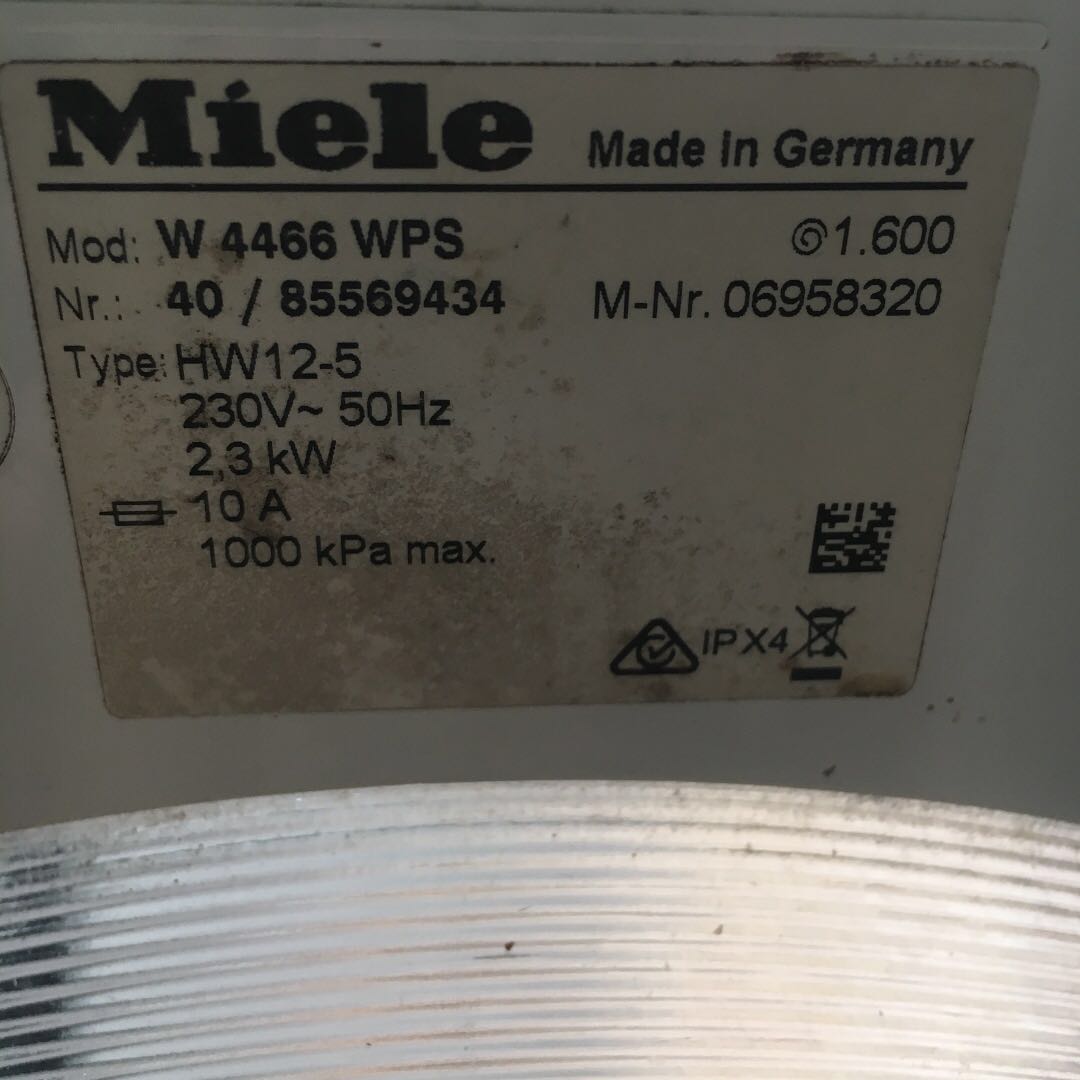 Miele Made in Germany
Mod: W 4466 WPS 1.600
Nr.: 40 / 85569434 M-Nr. 06958320
Type: HW12-5
230V~ 50Hz
2,3 kW
10 A
1000 kPa max.
IPX4